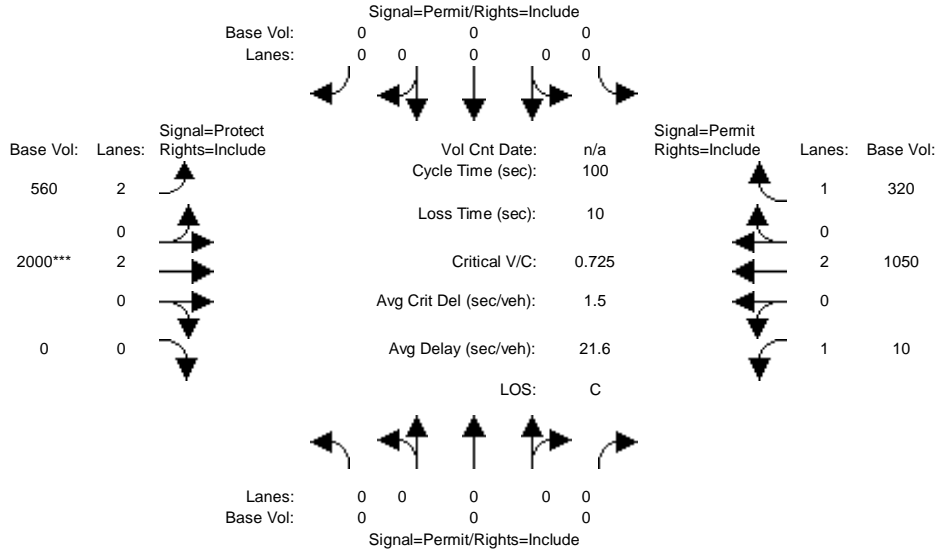 Signal=Permit/Rights=Include
Base Vol: 0 0 0
Lanes: 0 0 0 0 0
Signal=Protect Signal=Permit
Base Vol: Lanes: Rights=Include Vol Cnt Date: n/a Rights=Include Lanes: Base Vol:
Cycle Time (sec): 100
560 2 1 320
Loss Time (sec): 10
0 0
2000*** 2 Critical V/C: 0.725 2 1050
0 Avg Crit Del (sec/veh): 1.5 0
0 0 Avg Delay (sec/veh): 21.6 1 10
LOS: C
Lanes: 0 0 0 0 0
Base Vol: 0 0 0
Signal=Permit/Rights=Include